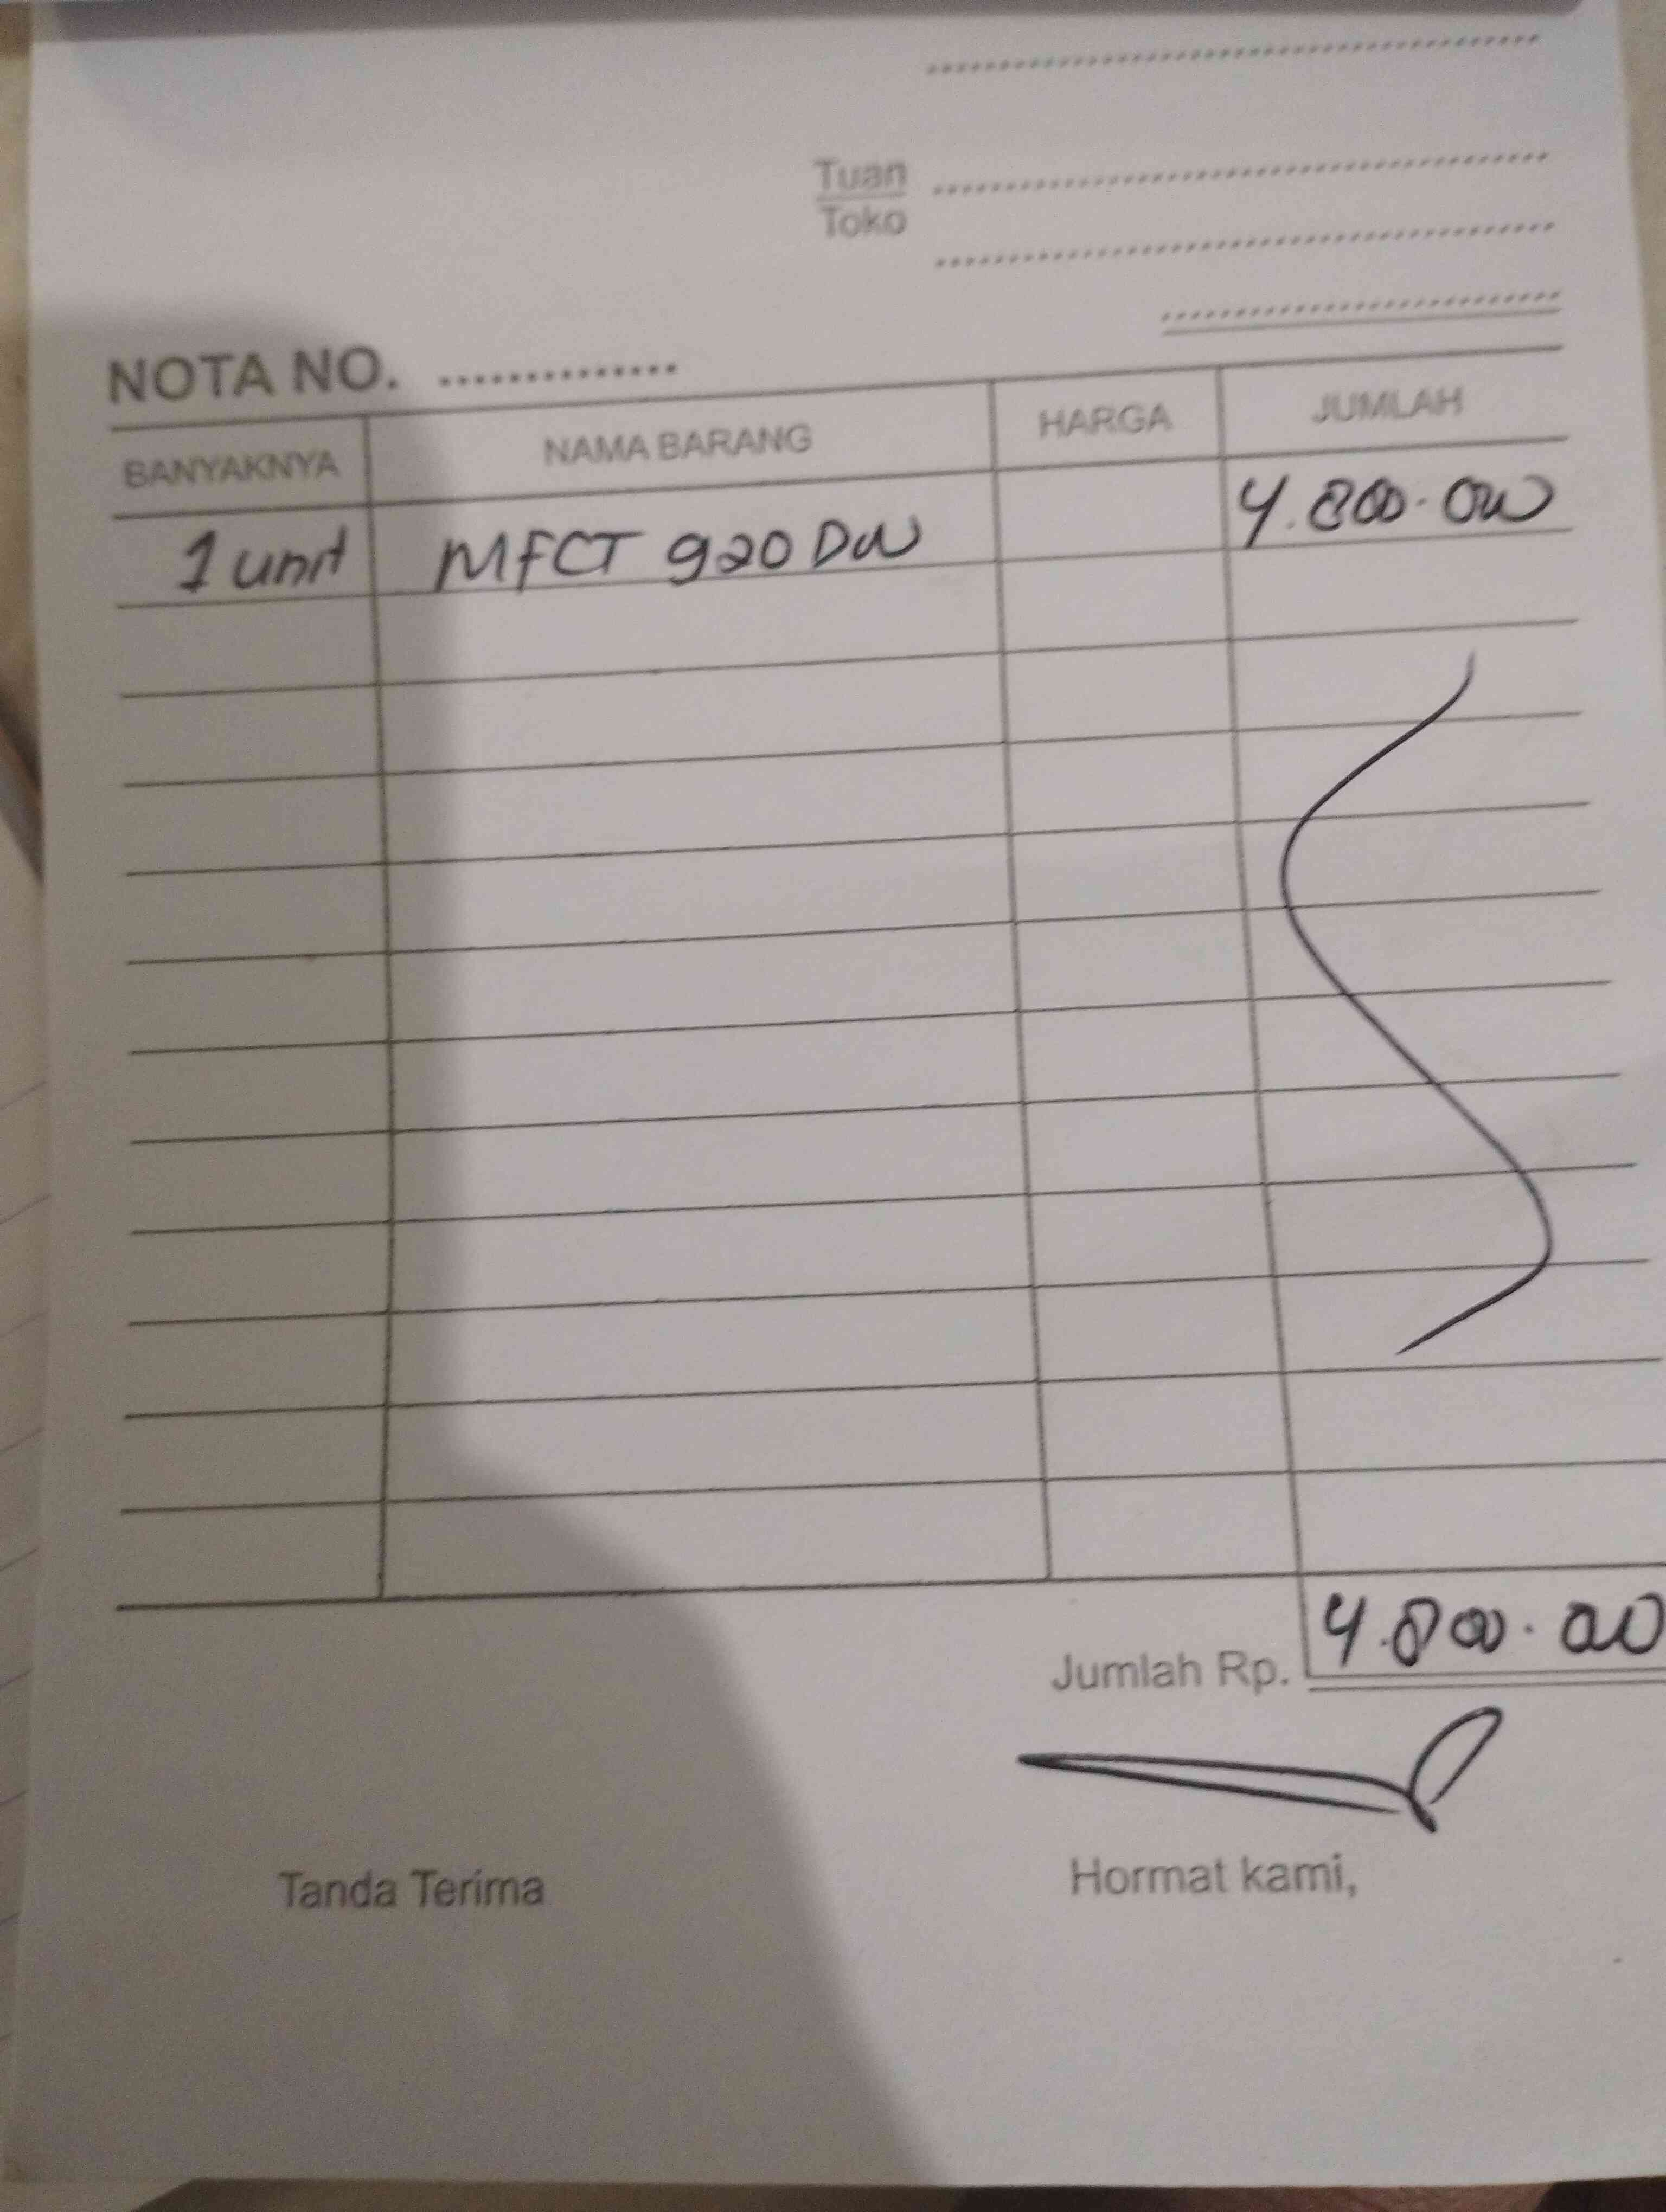 Tuan
Toko
NOTA NO. ..............
BANYAKNYA NAMA BARANG HARGA JUMLAH
1 unit MFCT 920 DW 4.800.000
Jumlah Rp. 4.800.00
Tanda Terima Hormat kami,